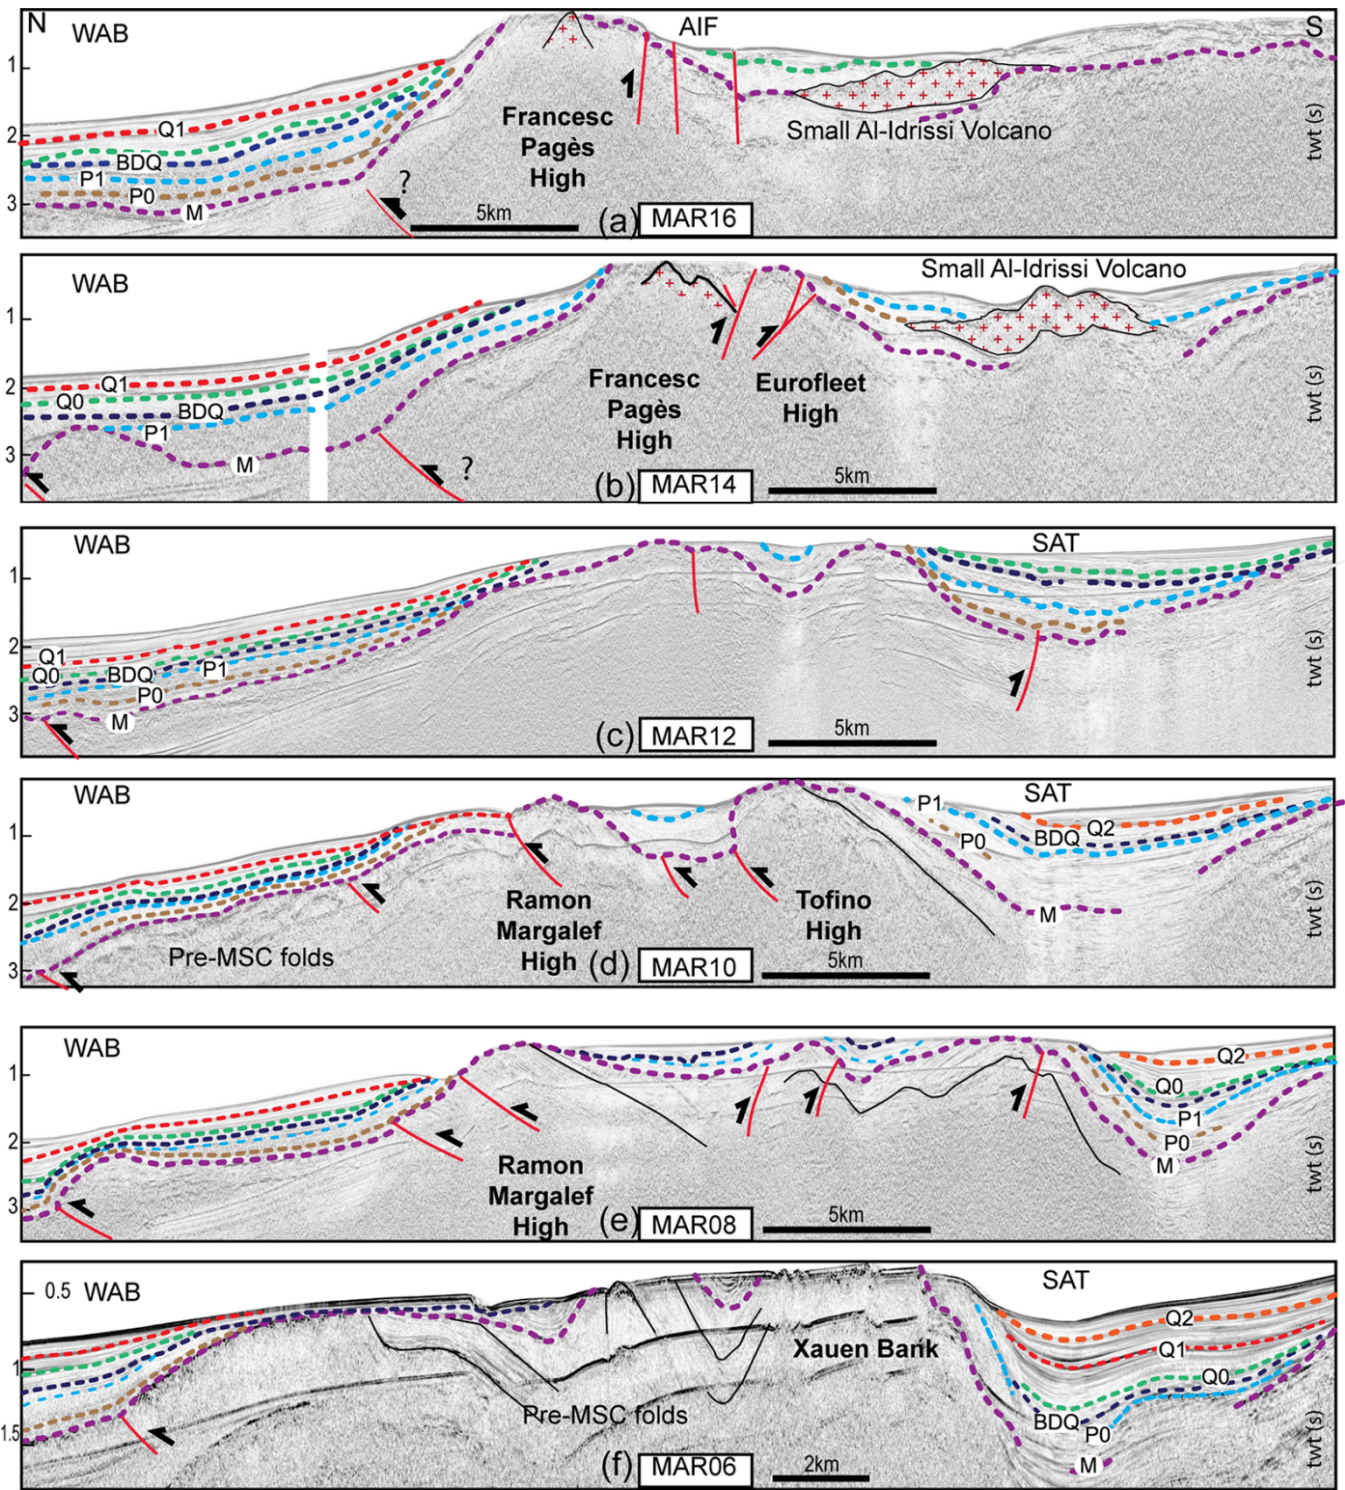 N WAB AIF S
1
Q1
2
BDQ
P1
P0
3
M
Francesc
Pagès
High
Small Al-Idrissi Volcano
?
5km
(a) MAR16
twt (s)
WAB
Small Al-Idrissi Volcano
1
Q1
2
Q0
BDQ
P1
3
M
Francesc
Pagès
High
Eurofleet
High
?
5km
(b) MAR14
twt (s)
WAB SAT
1
2
Q1
Q0
BDQ
P1
P0
3
M
5km
(c) MAR12
twt (s)
WAB SAT
1
P1
P0
Q2
BDQ
2
M
Pre-MSC folds
3
Ramon
Margalef
High
Tofino
High
5km
(d) MAR10
twt (s)
WAB
1
Q2
Q0
P1
2
P0
M
3
Ramon
Margalef
High
5km
(e) MAR08
twt (s)
0.5 WAB SAT
Q2
Q1
1
Xauen Bank
Q0
Pre-MSC folds
BDQ
P0
1.5
M
2km
(f) MAR06
twt (s)